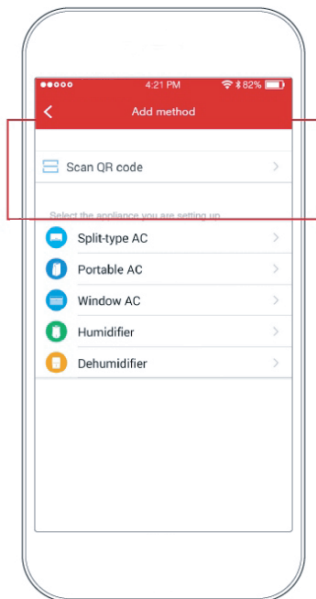 4:21 PM 82%
Add method
Scan QR code
Select the appliance you are setting up
Split-type AC
Portable AC
Window AC
Humidifier
Dehumidifier